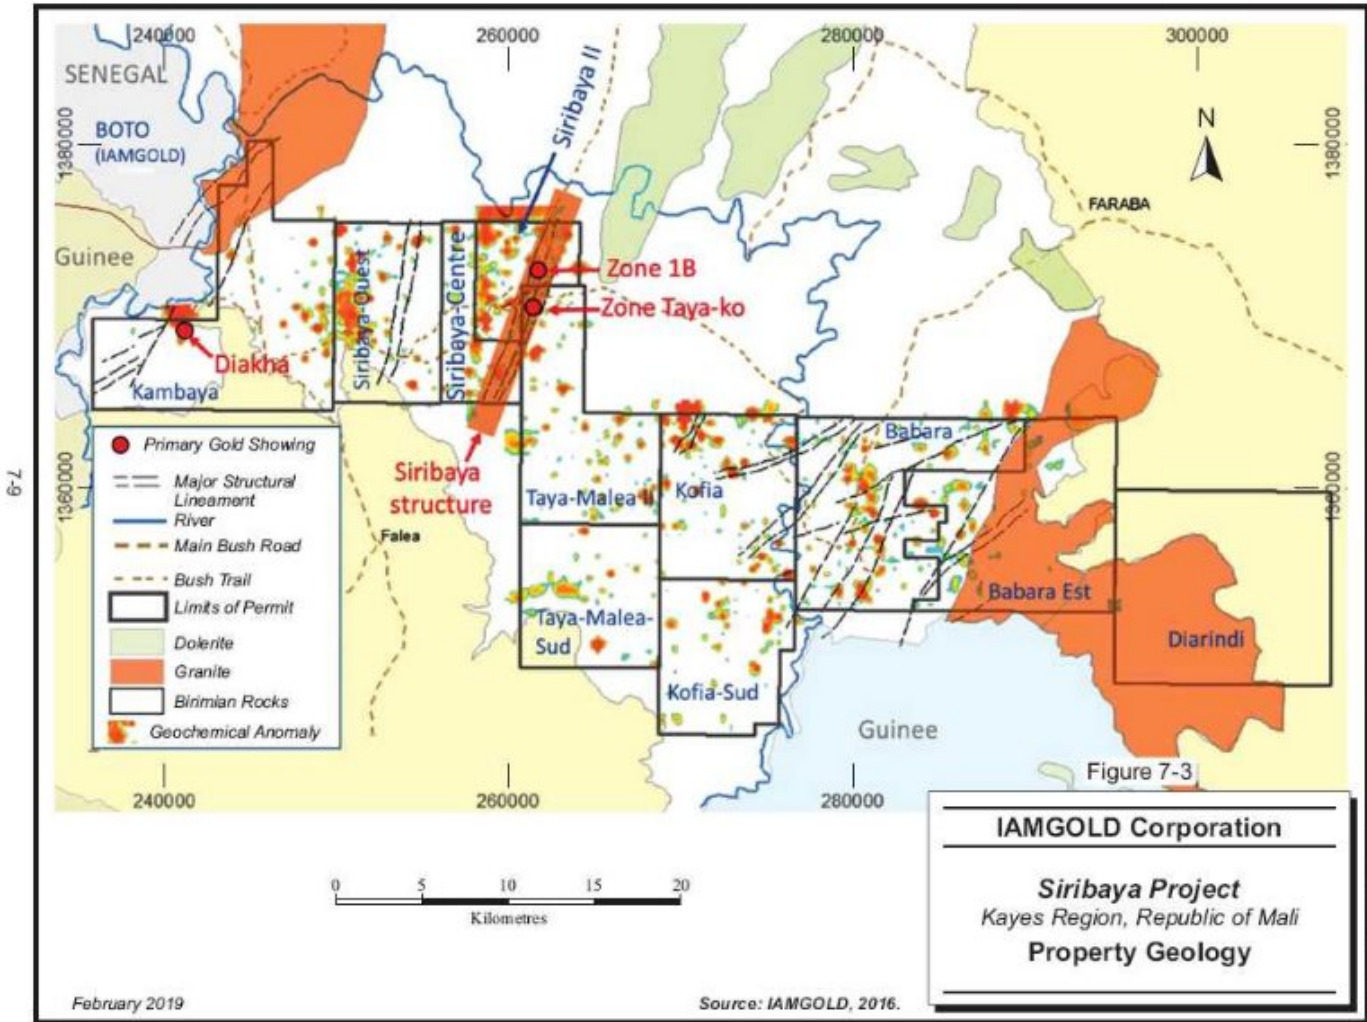 240000
260000
280000
300000
SENEGAL
BOTO
(IAMGOLD)
Siribaya II
N
1380000
1380000
FARABA
Guinee
Siribaya-Ouest
Siribaya-Centre
Zone 1B
Zone Taya-ko
Diakha
Kambaya
Babara
Primary Gold Showing
Major Structural
Lineament
River
Main Bush Road
Bush Trail
Limits of Permit
Dolerite
Granite
Birimian Rocks
Geochemical Anomaly
Siribaya
structure
Taya-Malea II
Kofia
1360000
1360000
7-9
Falea
Taya-Malea-
Sud
Babara Est
Diarindi
Kofia-Sud
Guinee
Figure 7-3
240000
260000
280000
IAMGOLD Corporation
Siribaya Project
Kayes Region, Republic of Mali
Property Geology
0 5 10 15 20
Kilometres
February 2019
Source: IAMGOLD, 2016.